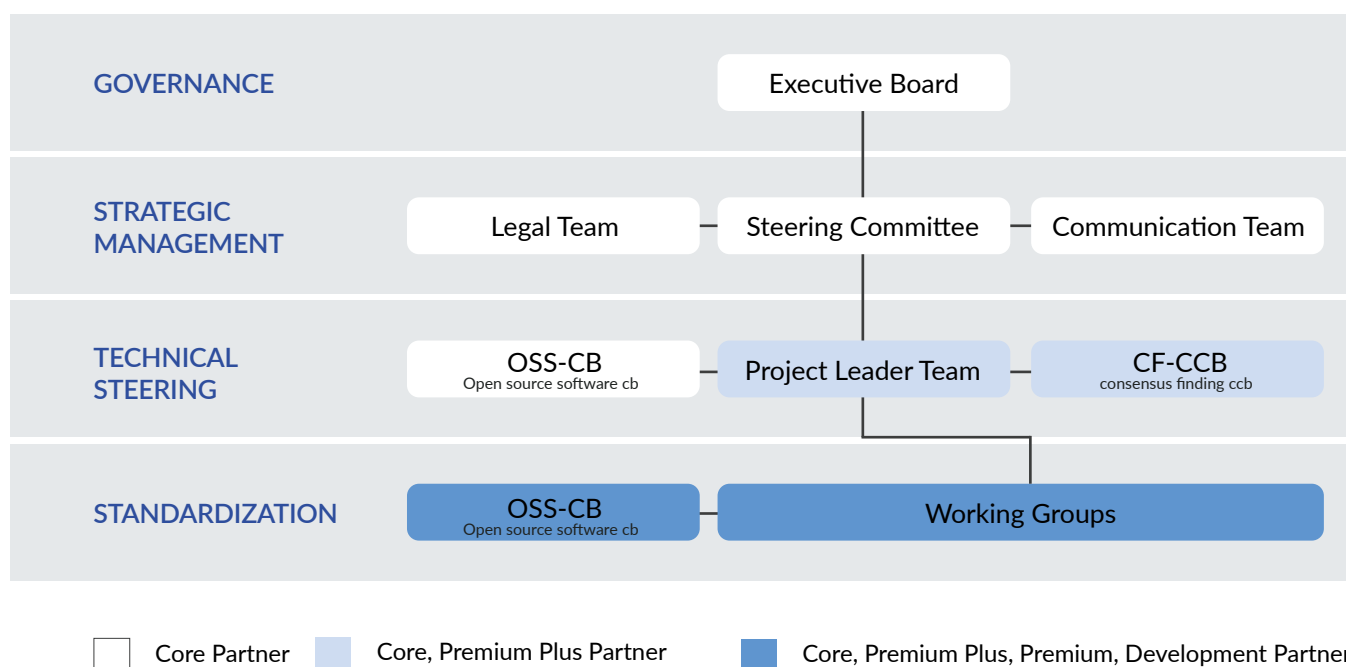 GOVERNANCE
Executive Board
STRATEGIC
MANAGEMENT
Legal Team
Steering Committee
Communication Team
TECHNICAL
STEERING
OSS-CB
Open source software cb
Project Leader Team
CF-CCB
consensus finding ccb
STANDARDIZATION
OSS-CB
Open source software cb
Working Groups
Core Partner
Core, Premium Plus Partner
Core, Premium Plus, Premium, Development Partner